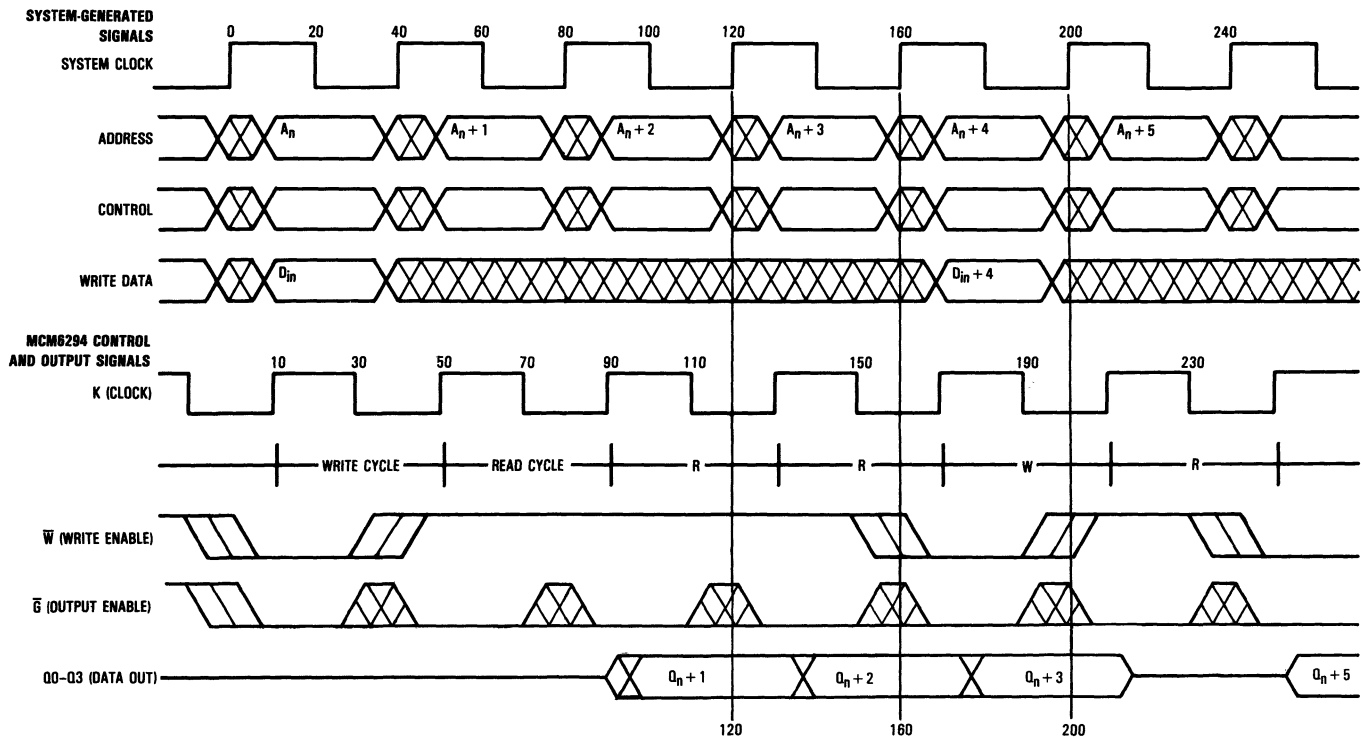 SYSTEM-GENERATED
SIGNALS
0 20 40 60 80 100 120 160 200 240
SYSTEM CLOCK
ADDRESS
An An + 1 An + 2 An + 3 An + 4 An + 5
CONTROL
WRITE DATA
Din Din + 4
MCM6294 CONTROL
AND OUTPUT SIGNALS
10 30 50 70 90 110 150 190 230
K (CLOCK)
WRITE CYCLE READ CYCLE R R W R
W̅ (WRITE ENABLE)
G̅ (OUTPUT ENABLE)
Q0-Q3 (DATA OUT)
Qn + 1 Qn + 2 Qn + 3 Qn + 5
120 160 200